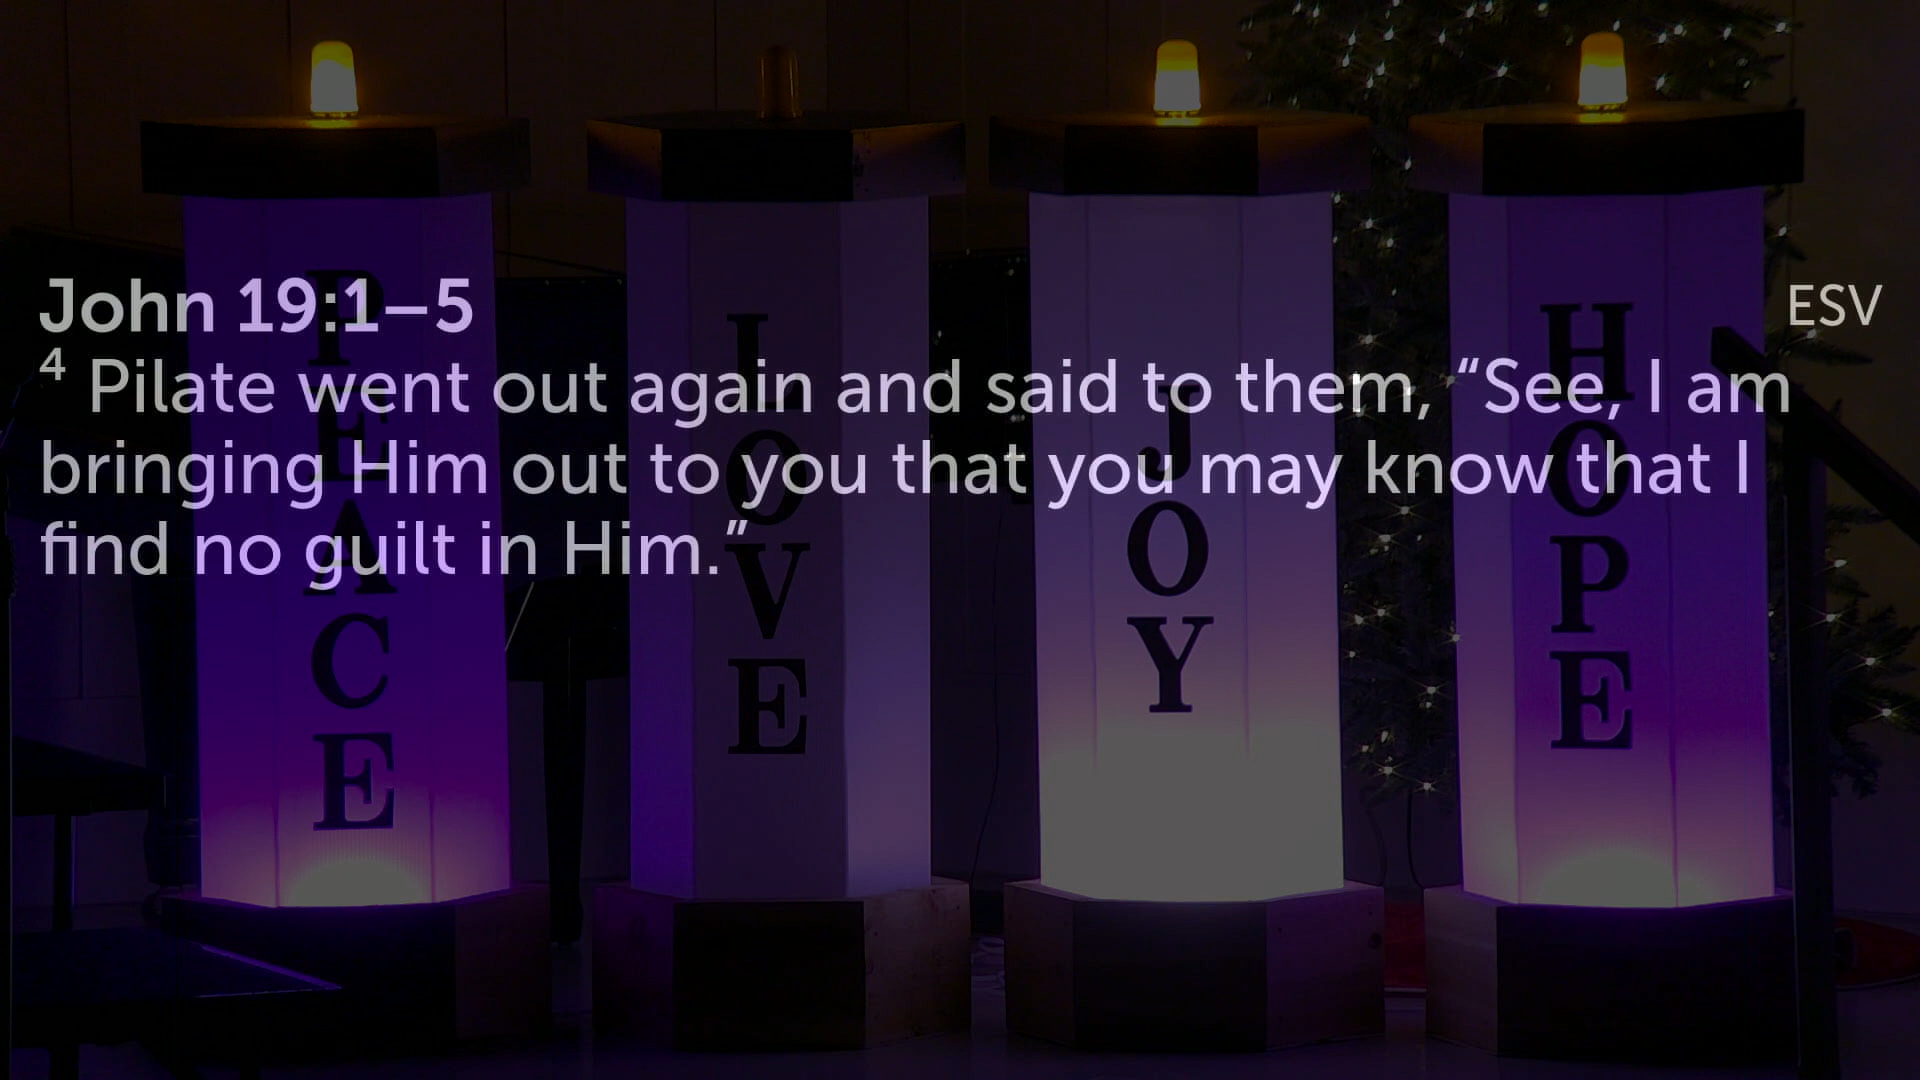 John 19:1–5 ESV
4 Pilate went out again and said to them, “See, I am
bringing Him out to you that you may know that I
find no guilt in Him.”
PEACE
LOVE
JOY
HOPE